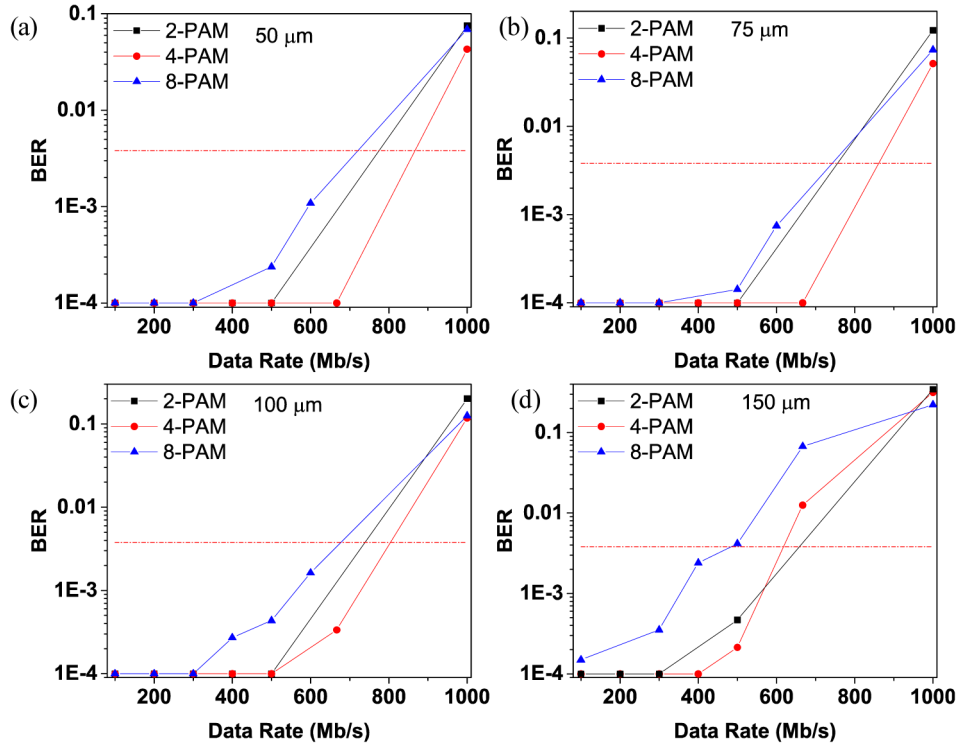 (a)
2-PAM
4-PAM
8-PAM
50 μm
0.1
0.01
1E-3
1E-4
BER
200 400 600 800 1000
Data Rate (Mb/s)
(b)
2-PAM
4-PAM
8-PAM
75 μm
0.1
0.01
1E-3
1E-4
BER
200 400 600 800 1000
Data Rate (Mb/s)
(c)
2-PAM
4-PAM
8-PAM
100 μm
0.1
0.01
1E-3
1E-4
BER
200 400 600 800 1000
Data Rate (Mb/s)
(d)
2-PAM
4-PAM
8-PAM
150 μm
0.1
0.01
1E-3
1E-4
BER
200 400 600 800 1000
Data Rate (Mb/s)